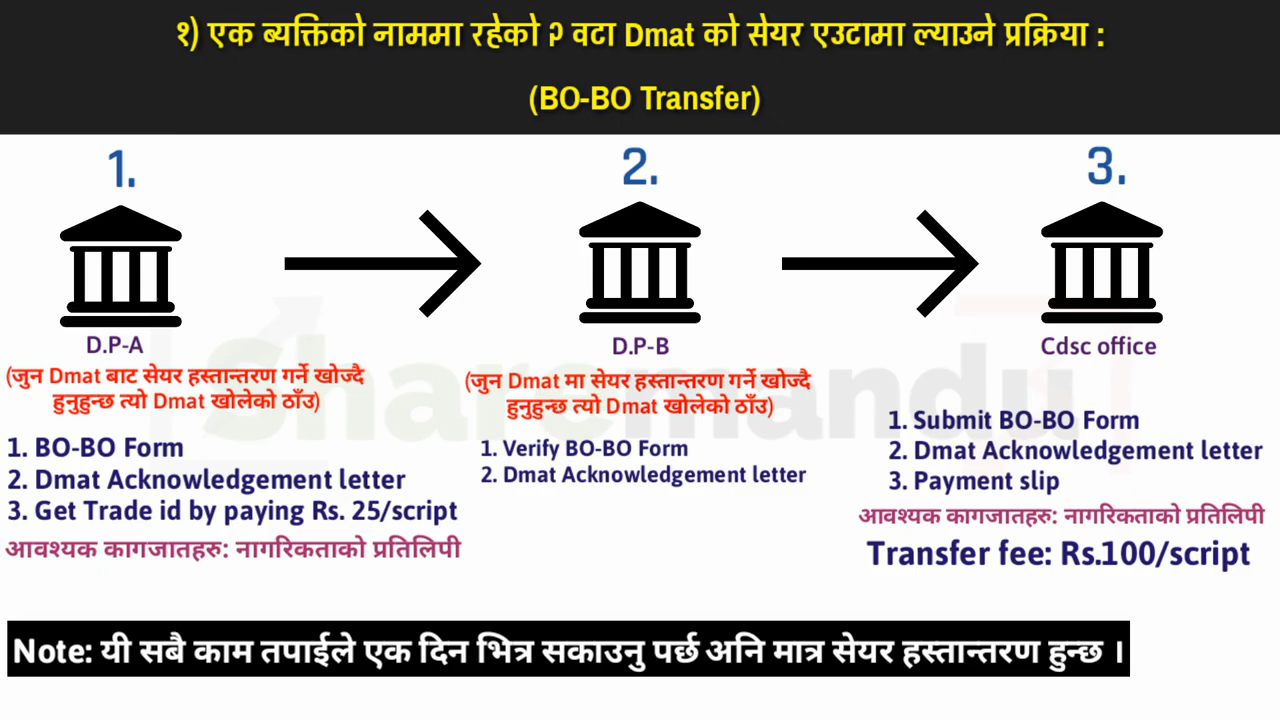 १) एक ब्यक्तिको नाममा रहेको २ वटा Dmat को सेयर एउटामा ल्याउने प्रक्रिया :
(BO-BO Transfer)
1.
2.
3.
D.P-A
(जुन Dmat बाट सेयर हस्तान्तरण गर्ने खोज्दै
हुनुहुन्छ त्यो Dmat खोलेको ठाँउ)
1. BO-BO Form
2. Dmat Acknowledgement letter
3. Get Trade id by paying Rs. 25/script
आवश्यक कागजातहरु: नागरिकताको प्रतिलिपी
D.P-B
(जुन Dmat मा सेयर हस्तान्तरण गर्ने खोज्दै
हुनुहुन्छ त्यो Dmat खोलेको ठाँउ)
1. Verify BO-BO Form
2. Dmat Acknowledgement letter
Cdsc office
1. Submit BO-BO Form
2. Dmat Acknowledgement letter
3. Payment slip
आवश्यक कागजातहरु: नागरिकताको प्रतिलिपी
Transfer fee: Rs.100/script
Sharemandu
Note: यी सबै काम तपाईले एक दिन भित्र सकाउनु पर्छ अनि मात्र सेयर हस्तान्तरण हुन्छ ।